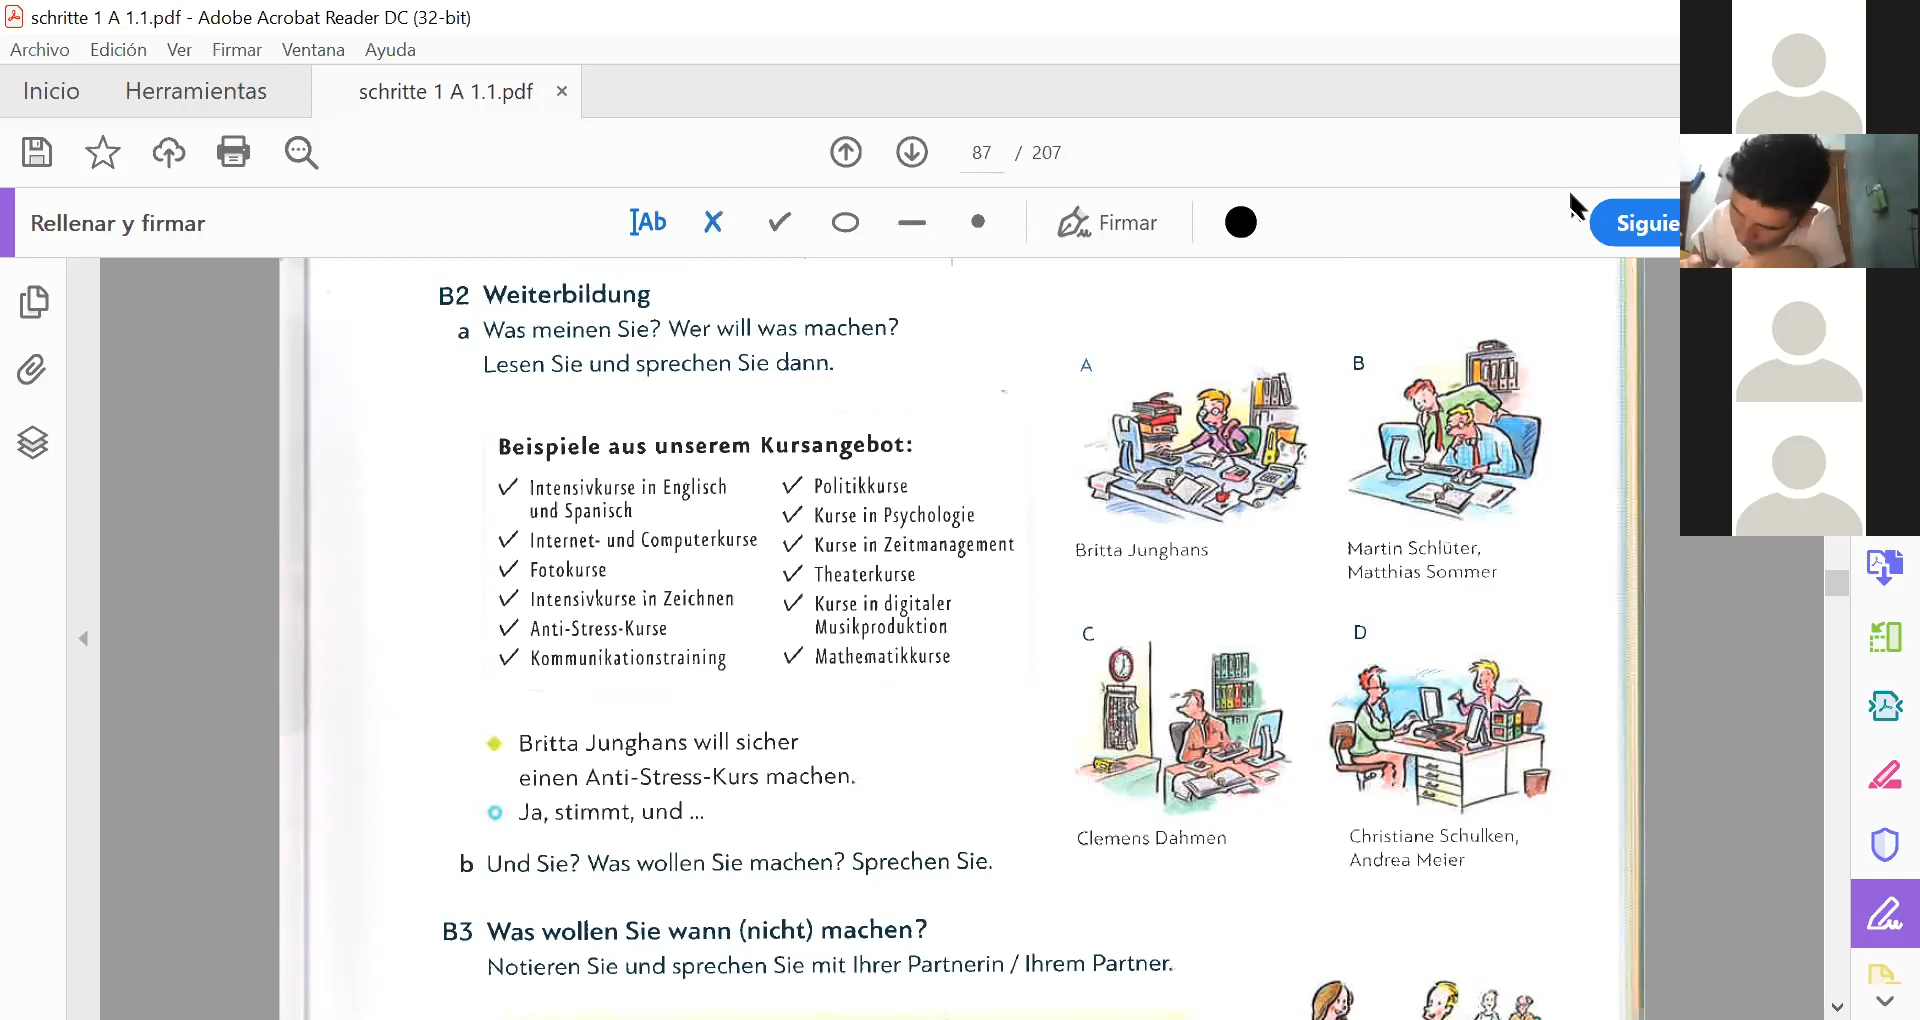 schritte 1 A 1.1.pdf - Adobe Acrobat Reader DC (32-bit)
Archivo Edición Ver Firmar Ventana Ayuda
Inicio Herramientas schritte 1 A 1.1.pdf ×
87 / 207
Rellenar y firmar
Ab
Firmar
Siguie
B2 Weiterbildung
a Was meinen Sie? Wer will was machen?
Lesen Sie und sprechen Sie dann.
Beispiele aus unserem Kursangebot:
✓ Intensivkurse in Englisch
und Spanisch
✓ Internet- und Computerkurse
✓ Fotokurse
✓ Intensivkurse in Zeichnen
✓ Anti-Stress-Kurse
✓ Kommunikationstraining
✓ Politikkurse
✓ Kurse in Psychologie
✓ Kurse in Zeitmanagement
✓ Theaterkurse
✓ Kurse in digitaler
Musikproduktion
✓ Mathematikkurse
A
Britta Junghans
B
Martin Schlüter,
Matthias Sommer
C
Clemens Dahmen
D
Christiane Schulken,
Andrea Meier
Britta Junghans will sicher
einen Anti-Stress-Kurs machen.
Ja, stimmt, und ...
b Und Sie? Was wollen Sie machen? Sprechen Sie.
B3 Was wollen Sie wann (nicht) machen?
Notieren Sie und sprechen Sie mit Ihrer Partnerin / Ihrem Partner.